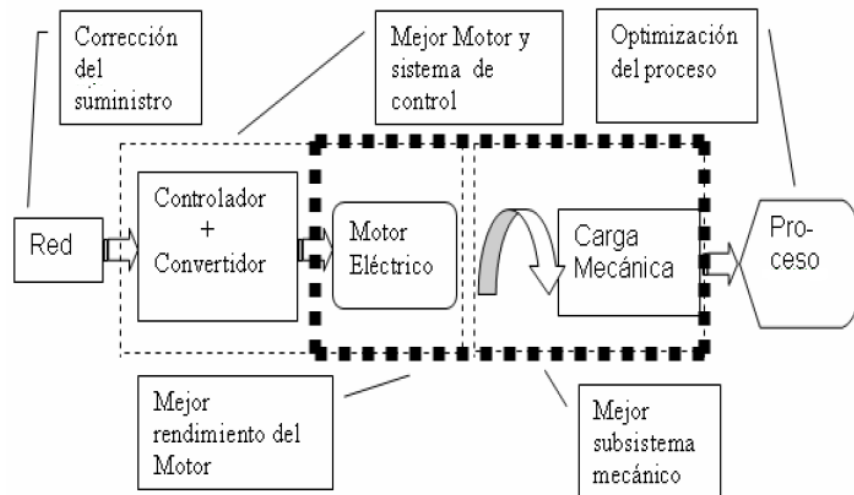 Corrección
del
suministro
Mejor Motor y
sistema de
control
Optimización
del proceso
Red
Controlador
+
Convertidor
Motor
Eléctrico
Carga
Mecánica
Pro-
ceso
Mejor
rendimiento del
Motor
Mejor
subsistema
mecánico